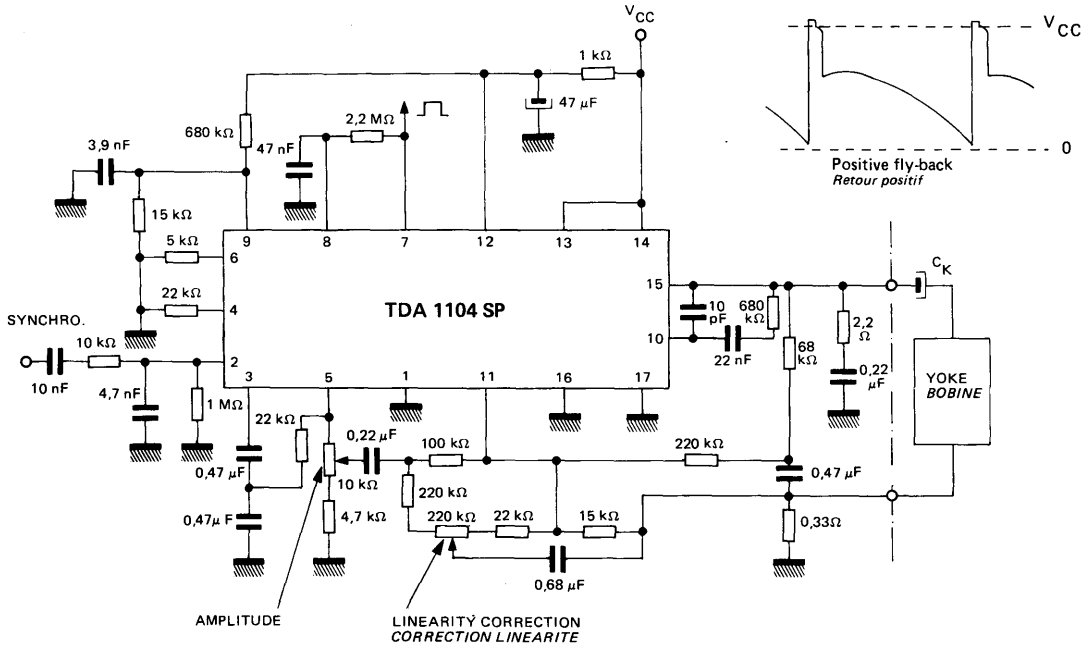 V CC
1 kΩ
47 µF
680 kΩ
2,2 MΩ
47 nF
3,9 nF
15 kΩ
5 kΩ
22 kΩ
SYNCHRO.
10 kΩ
10 nF
4,7 nF
1 MΩ
9 8 7 12 13 14
6
4
2
TDA 1104 SP
15
10
3 5 1 11 16 17
V CC
0
Positive fly-back
Retour positif
10 pF
680 kΩ
22 nF
68 kΩ
2,2 Ω
0,22 µF
C K
YOKE
BOBINE
22 kΩ
0,47 µF
0,47µ F
10 kΩ
4,7 kΩ
0,22 µF
100 kΩ
220 kΩ
220 kΩ
22 kΩ
15 kΩ
0,68 µF
220 kΩ
0,47 µF
0,33Ω
AMPLITUDE
LINEARITY CORRECTION
CORRECTION LINEARITE